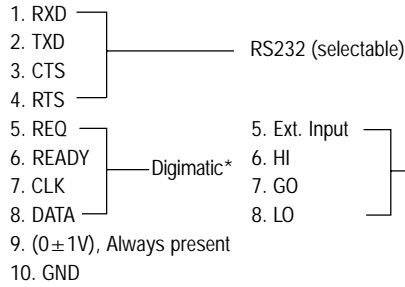 1. RXD
2. TXD
3. CTS
4. RTS
RS232 (selectable)
5. REQ
6. READY
7. CLK
8. DATA
Digimatic*
5. Ext. Input
6. HI
7. GO
8. LO
9. (0±1V), Always present
10. GND